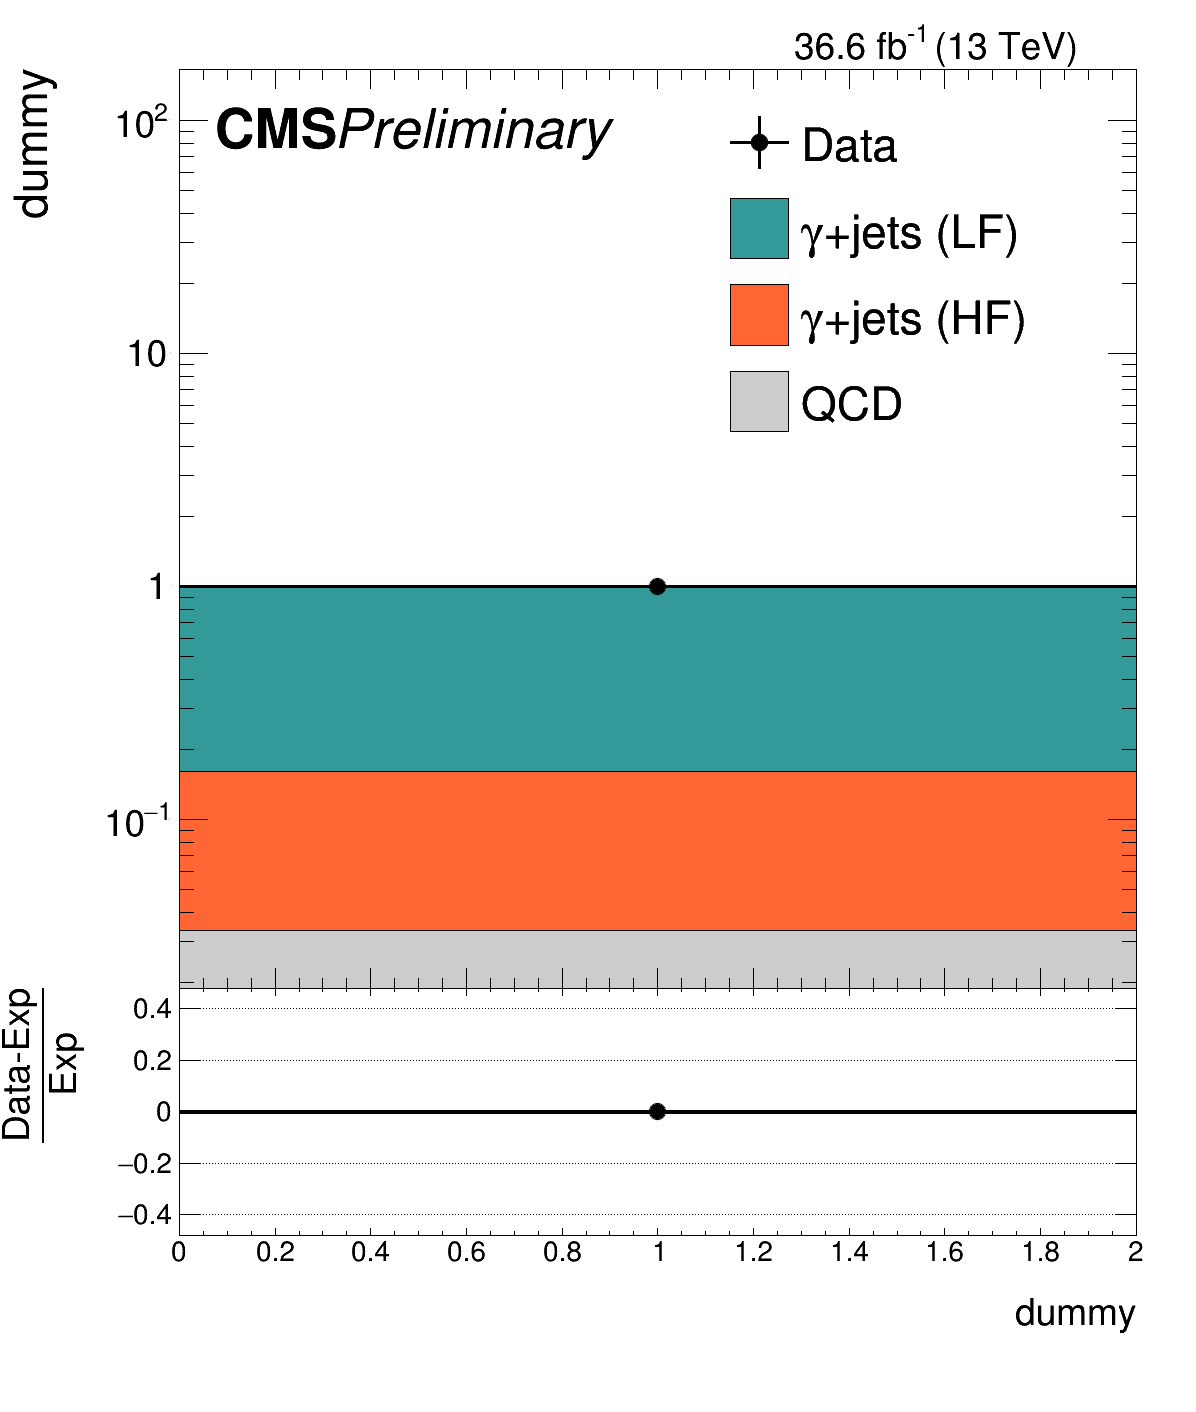 36.6 fb⁻¹ (13 TeV)
dummy
CMSPreliminary
Data
γ+jets (LF)
γ+jets (HF)
QCD
10²
10
1
10⁻¹
Data-Exp
Exp
0.4
0.2
0
−0.2
−0.4
0 0.2 0.4 0.6 0.8 1 1.2 1.4 1.6 1.8 2
dummy